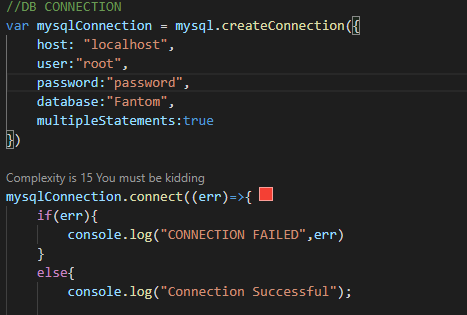 //DB CONNECTION
var mysqlConnection = mysql.createConnection({
    host: "localhost",
    user:"root",
    password:"password",
    database:"Fantom",
    multipleStatements:true
})
Complexity is 15 You must be kidding
mysqlConnection.connect((err)=>{
    if(err){
        console.log("CONNECTION FAILED",err)
    }
    else{
        console.log("Connection Successful");